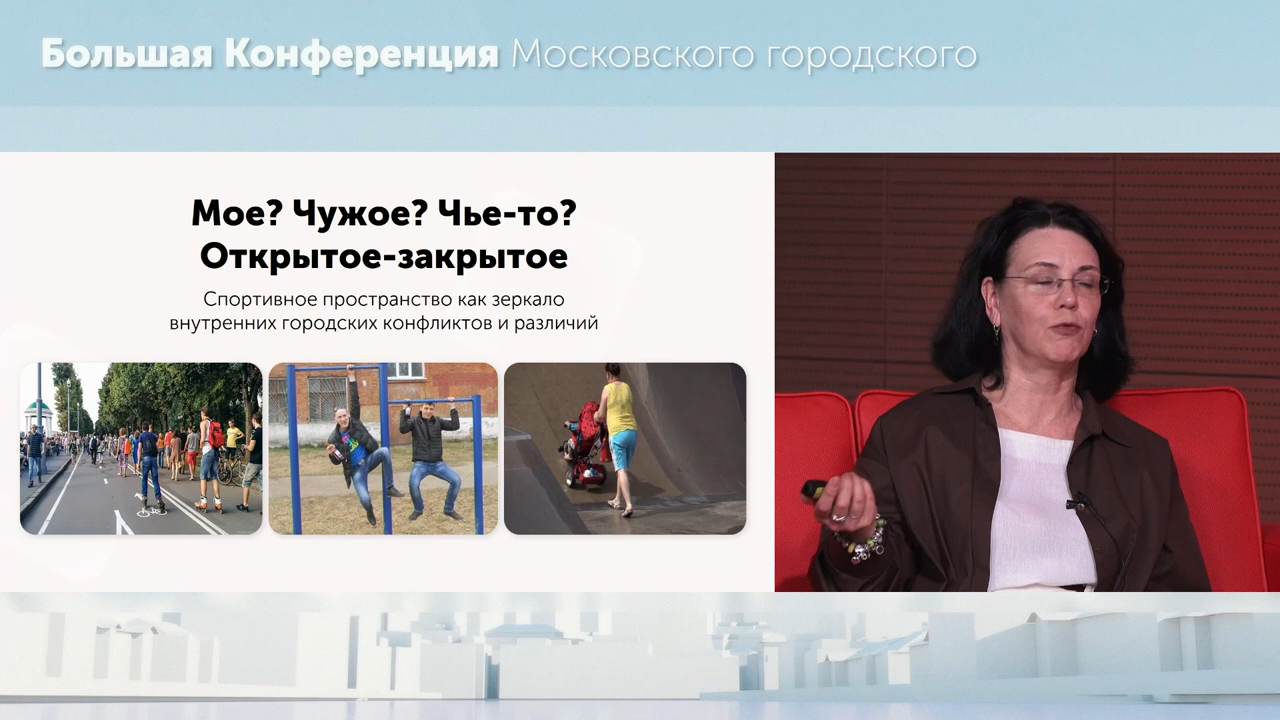 Большая Конференция Московского городского
Мое? Чужое? Чье-то?
Открытое-закрытое
Спортивное пространство как зеркало
внутренних городских конфликтов и различий